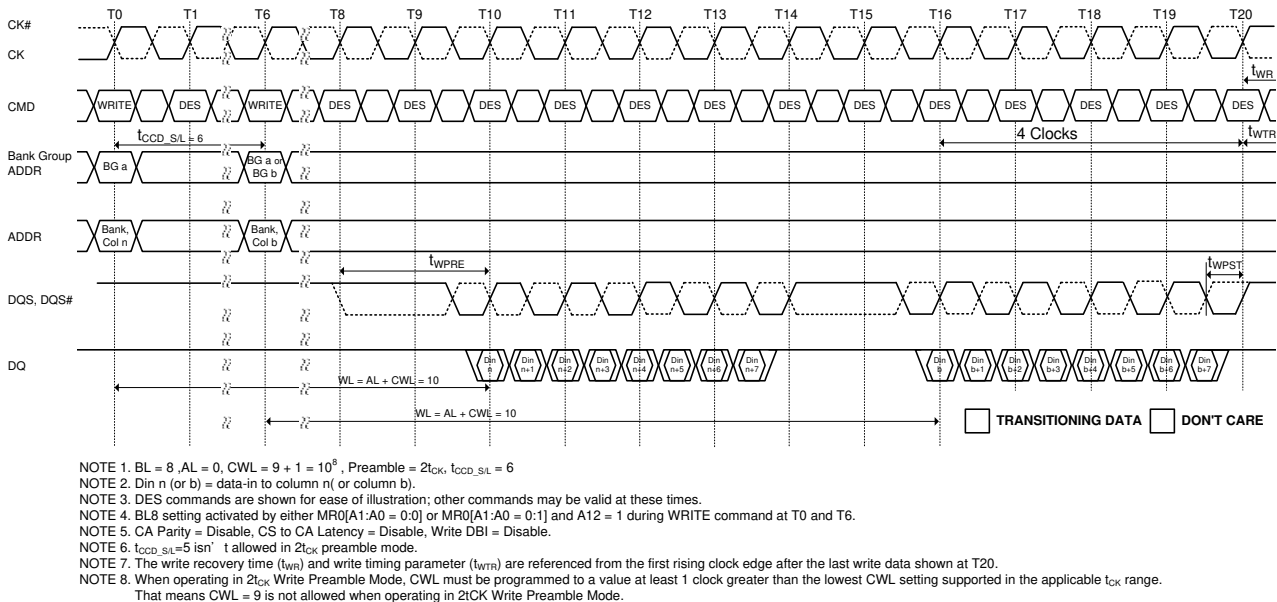 T0 T1 T6 T8 T9 T10 T11 T12 T13 T14 T15 T16 T17 T18 T19 T20
CK#
CK
tWR
CMD WRITE DES WRITE DES DES DES DES DES DES DES DES DES DES DES DES DES
tCCD_S/L = 6
4 Clocks
tWTR
Bank Group
ADDR
BG a
BG a or
BG b
ADDR
Bank,
Col n
Bank,
Col b
tWPRE
tWPST
DQS, DQS#
DQ
Din n
Din n+1
Din n+2
Din n+3
Din n+4
Din n+5
Din n+6
Din n+7
Din b
Din b+1
Din b+2
Din b+3
Din b+4
Din b+5
Din b+6
Din b+7
WL = AL + CWL = 10
WL = AL + CWL = 10
TRANSITIONING DATA DON'T CARE
NOTE 1. BL = 8 ,AL = 0, CWL = 9 + 1 = 10⁸ , Preamble = 2tCK, tCCD_S/L = 6
NOTE 2. Din n (or b) = data-in to column n( or column b).
NOTE 3. DES commands are shown for ease of illustration; other commands may be valid at these times.
NOTE 4. BL8 setting activated by either MR0[A1:A0 = 0:0] or MR0[A1:A0 = 0:1] and A12 = 1 during WRITE command at T0 and T6.
NOTE 5. CA Parity = Disable, CS to CA Latency = Disable, Write DBI = Disable.
NOTE 6. tCCD_S/L=5 isn' t allowed in 2tCK preamble mode.
NOTE 7. The write recovery time (tWR) and write timing parameter (tWTR) are referenced from the first rising clock edge after the last write data shown at T20.
NOTE 8. When operating in 2tCK Write Preamble Mode, CWL must be programmed to a value at least 1 clock greater than the lowest CWL setting supported in the applicable tCK range.
That means CWL = 9 is not allowed when operating in 2tCK Write Preamble Mode.